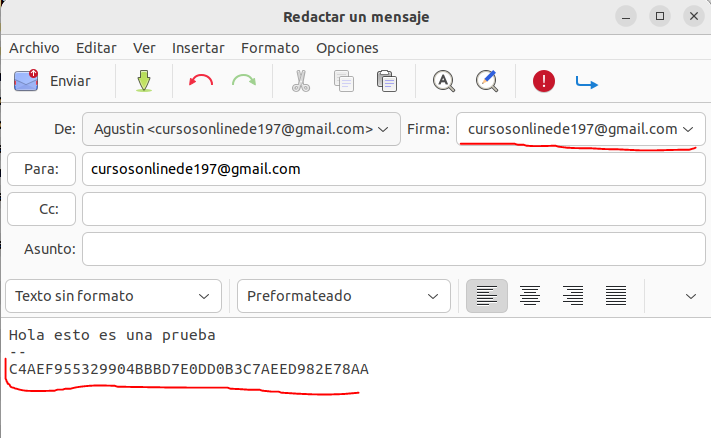 Redactar un mensaje
Archivo Editar Ver Insertar Formato Opciones
Enviar
De: Agustin <cursosonlinede197@gmail.com> Firma: cursosonlinede197@gmail.com
Para: cursosonlinede197@gmail.com
Cc:
Asunto:
Texto sin formato Preformateado
Hola esto es una prueba
--
C4AEF955329904BBBD7E0DD0B3C7AEED982E78AA